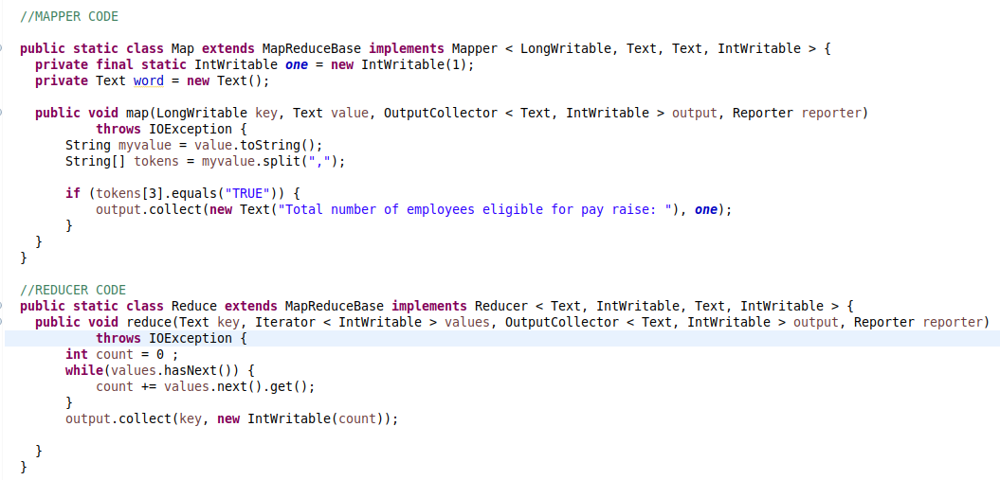 //MAPPER CODE
public static class Map extends MapReduceBase implements Mapper < LongWritable, Text, Text, IntWritable > {
private final static IntWritable one = new IntWritable(1);
private Text word = new Text();
public void map(LongWritable key, Text value, OutputCollector < Text, IntWritable > output, Reporter reporter)
throws IOException {
String myvalue = value.toString();
String[] tokens = myvalue.split(",");
if (tokens[3].equals("TRUE")) {
output.collect(new Text("Total number of employees eligible for pay raise: "), one);
}
}
}
//REDUCER CODE
public static class Reduce extends MapReduceBase implements Reducer < Text, IntWritable, Text, IntWritable > {
public void reduce(Text key, Iterator < IntWritable > values, OutputCollector < Text, IntWritable > output, Reporter reporter)
throws IOException {
int count = 0 ;
while(values.hasNext()) {
count += values.next().get();
}
output.collect(key, new IntWritable(count));
}
}